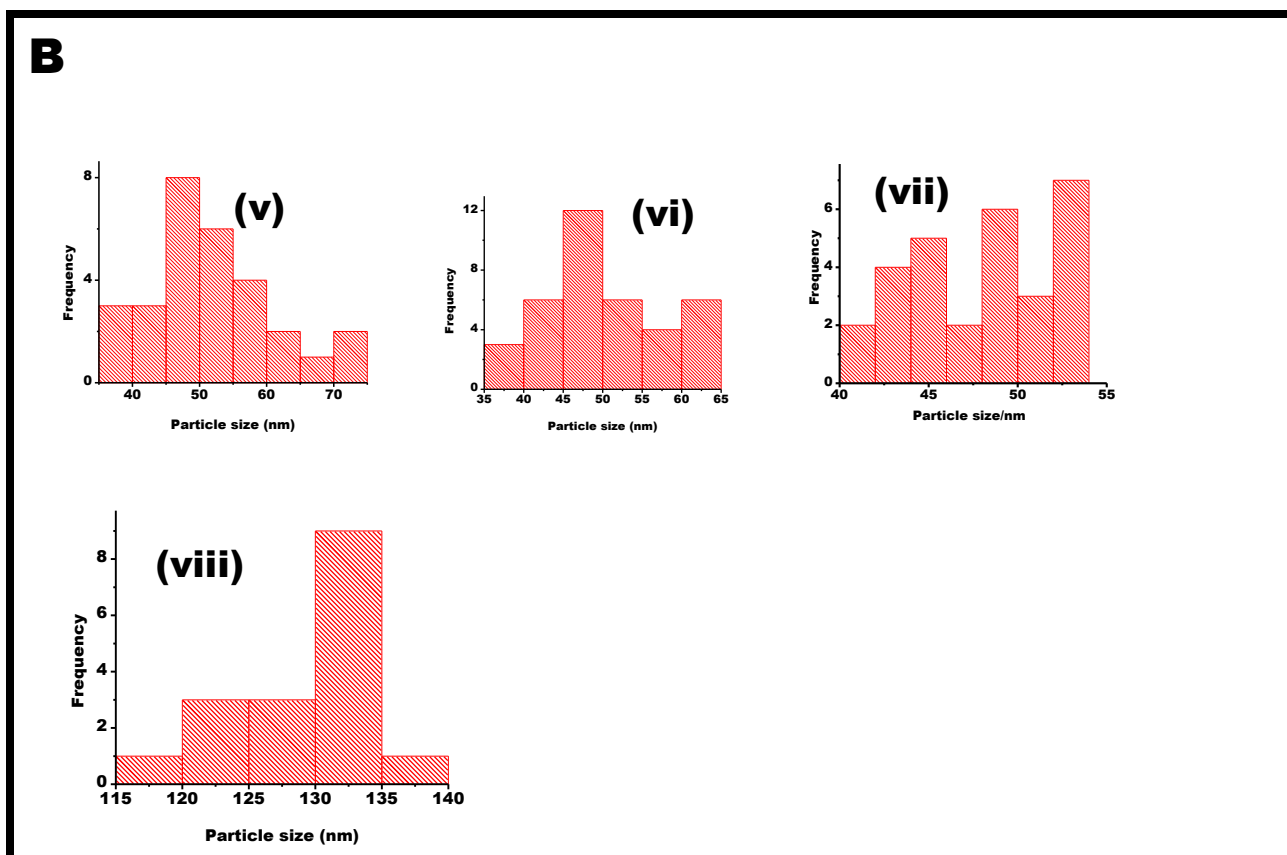 B
(v)
Frequency
8
4
0
40 50 60 70
Particle size (nm)
(vi)
Frequency
12
8
4
0
35 40 45 50 55 60 65
Particle size (nm)
(vii)
Frequency
6
4
2
0
40 45 50 55
Particle size/nm
(viii)
Frequency
8
6
4
2
0
115 120 125 130 135 140
Particle size (nm)